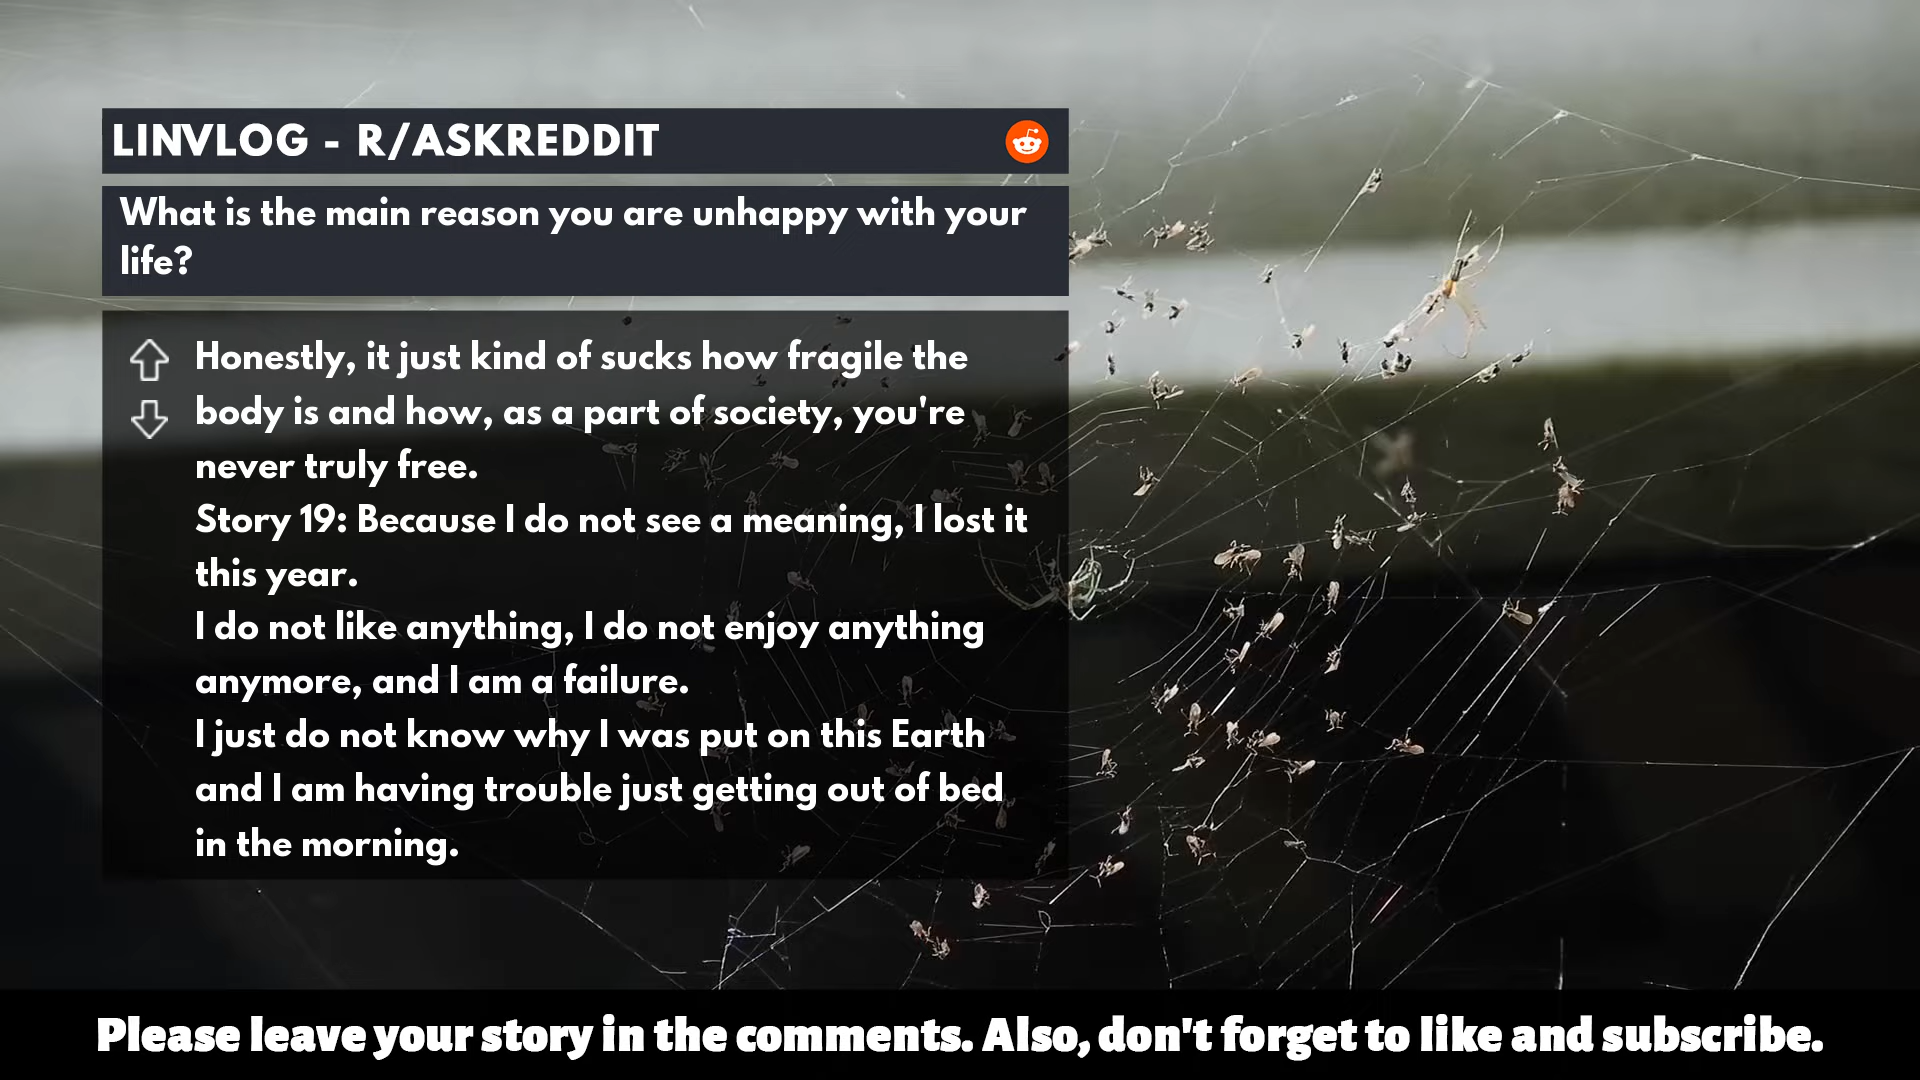 LINVLOG - R/ASKREDDIT
What is the main reason you are unhappy with your
life?
Honestly, it just kind of sucks how fragile the
body is and how, as a part of society, you're
never truly free.
Story 19: Because I do not see a meaning, I lost it
this year.
I do not like anything, I do not enjoy anything
anymore, and I am a failure.
I just do not know why I was put on this Earth
and I am having trouble just getting out of bed
in the morning.
Please leave your story in the comments. Also, don't forget to like and subscribe.